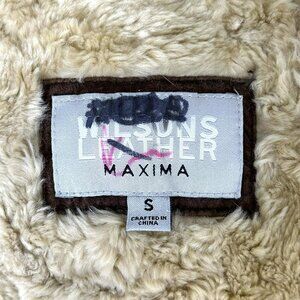 WILSONS
LEATHER
MAXIMA
S
CRAFTED IN
CHINA